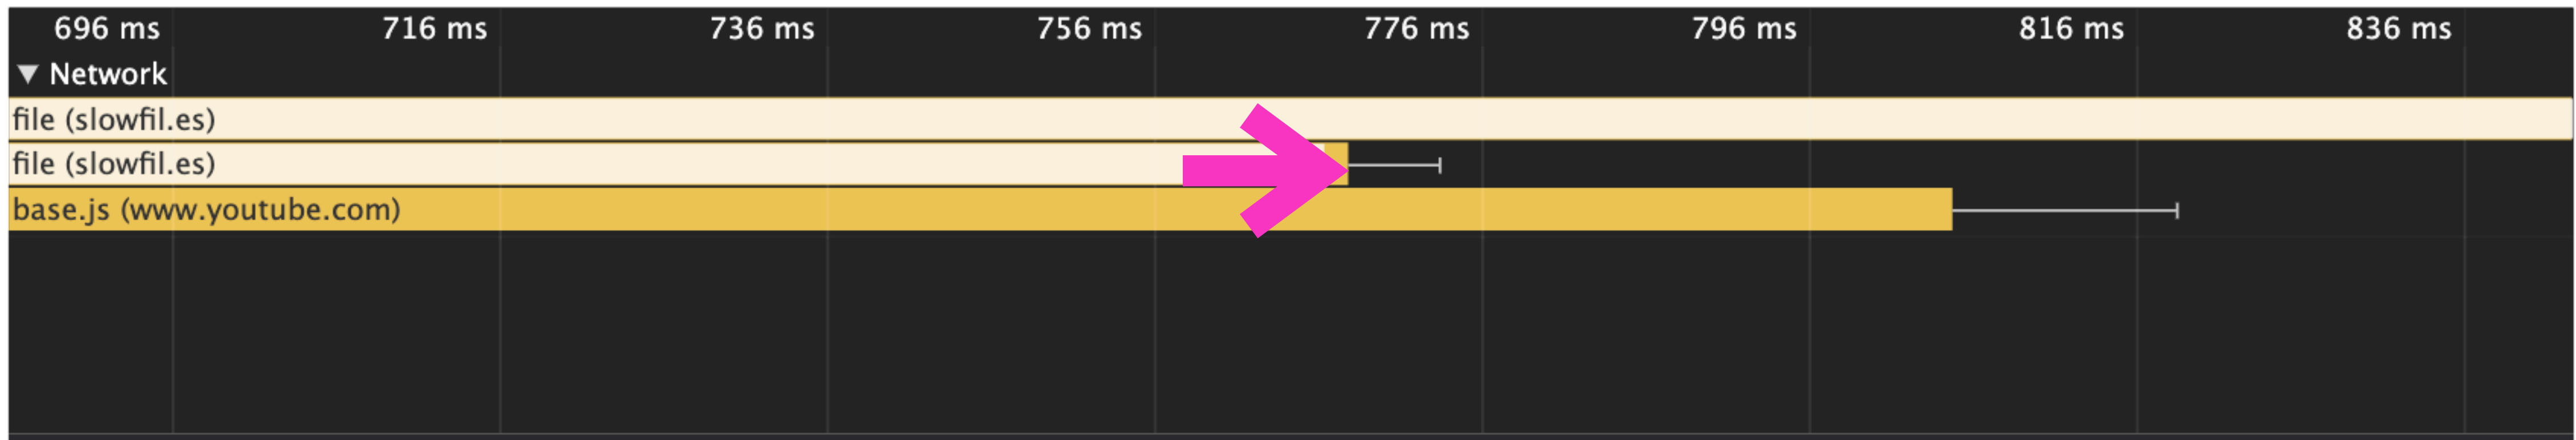 696 ms 716 ms 736 ms 756 ms 776 ms 796 ms 816 ms 836 ms
▼ Network
file (slowfil.es)
file (slowfil.es)
base.js (www.youtube.com)